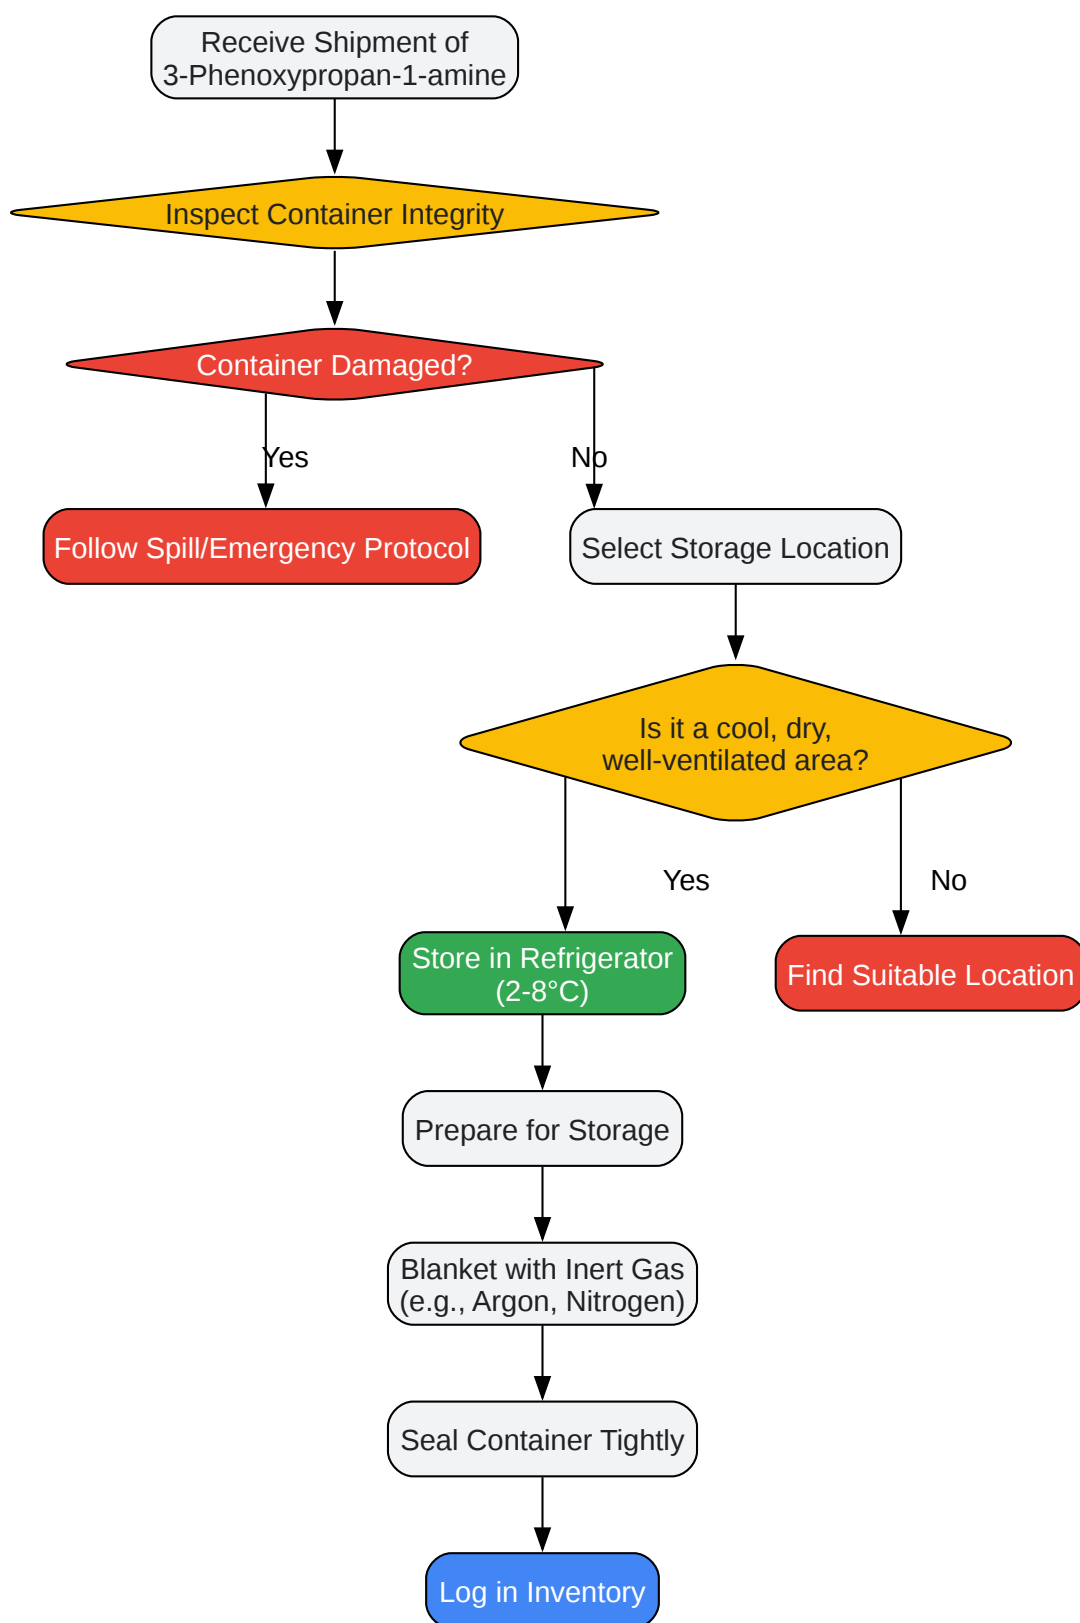 Receive Shipment of
3-Phenoxypropan-1-amine
Inspect Container Integrity
Container Damaged?
Yes
No
Follow Spill/Emergency Protocol
Select Storage Location
Is it a cool, dry,
well-ventilated area?
Yes
No
Store in Refrigerator
(2-8°C)
Find Suitable Location
Prepare for Storage
Blanket with Inert Gas
(e.g., Argon, Nitrogen)
Seal Container Tightly
Log in Inventory